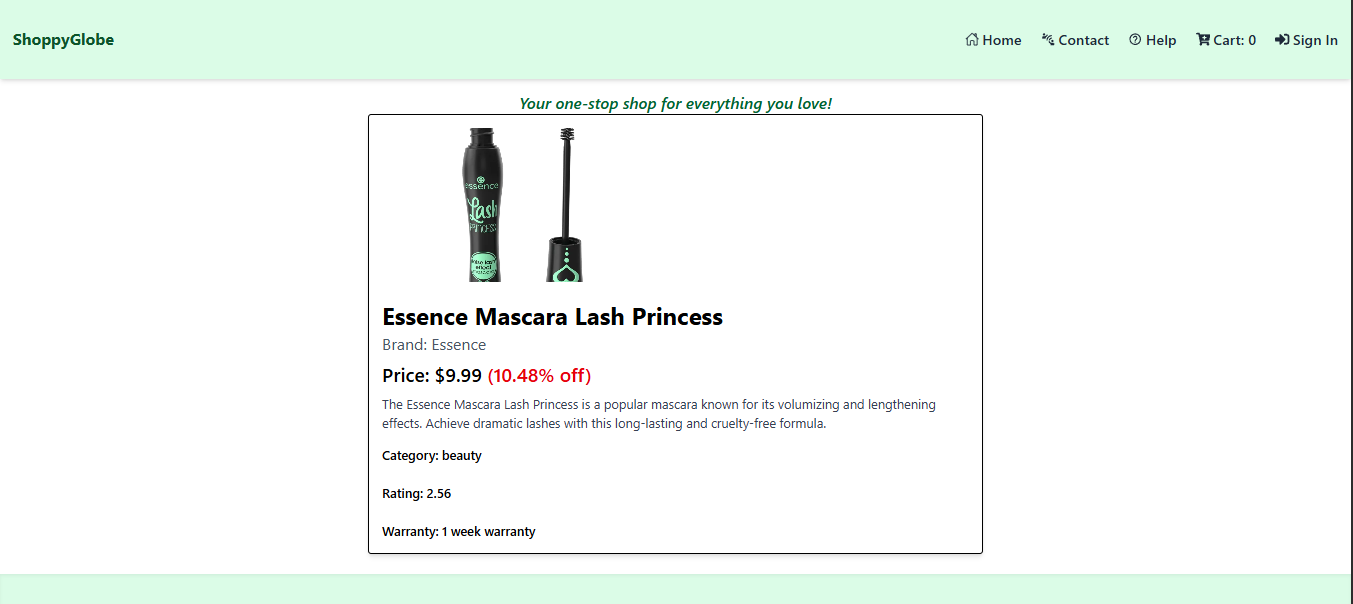 ShoppyGlobe
Home
Contact
Help
Cart: 0
Sign In
Your one-stop shop for everything you love!
essence
Lash
PRINCESS
Essence Mascara Lash Princess
Brand: Essence
Price: $9.99 (10.48% off)
The Essence Mascara Lash Princess is a popular mascara known for its volumizing and lengthening
effects. Achieve dramatic lashes with this long-lasting and cruelty-free formula.
Category: beauty
Rating: 2.56
Warranty: 1 week warranty